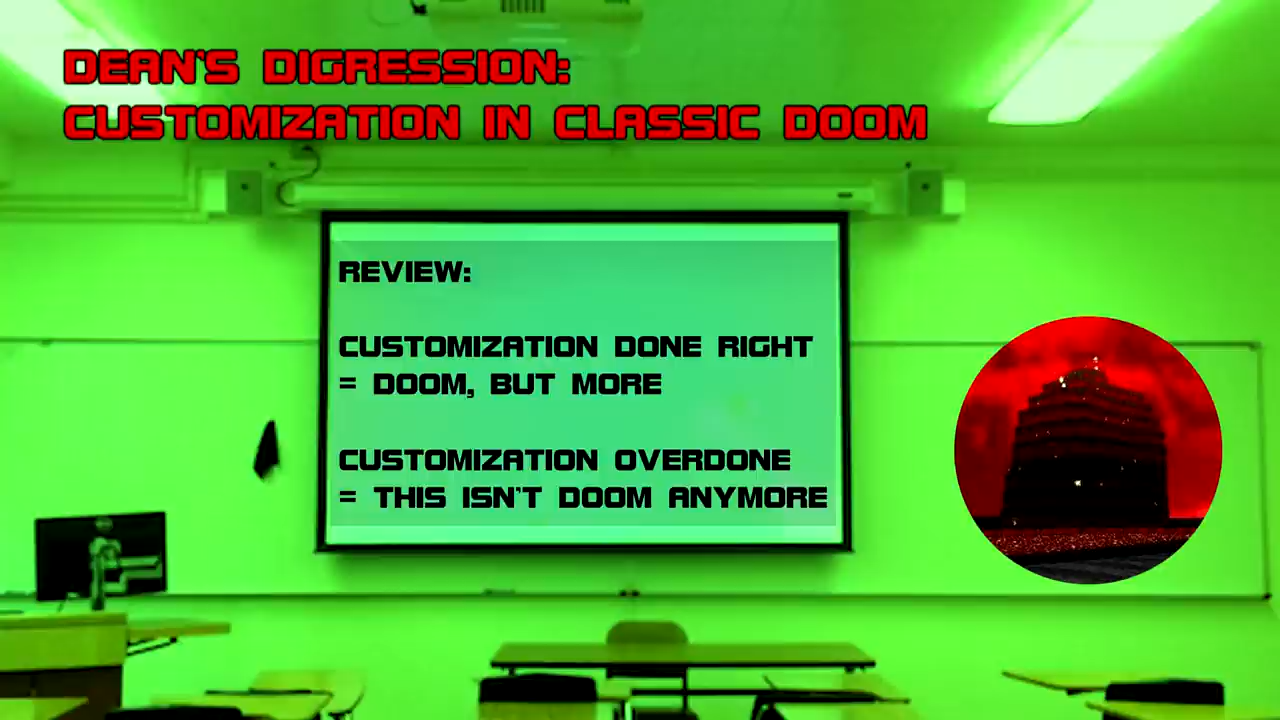 DEAN'S DIGRESSION:
CUSTOMIZATION IN CLASSIC DOOM
REVIEW:
CUSTOMIZATION DONE RIGHT
= DOOM, BUT MORE
CUSTOMIZATION OVERDONE
= THIS ISN'T DOOM ANYMORE